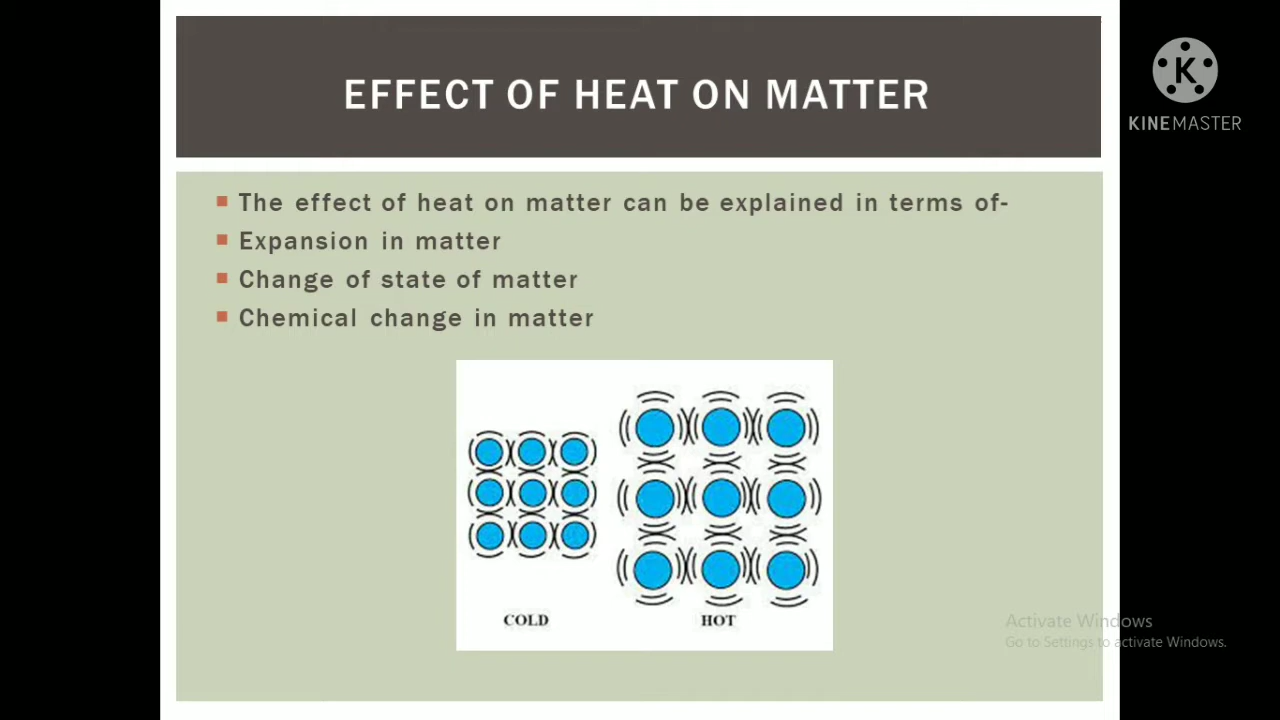 EFFECT OF HEAT ON MATTER
K
KINEMASTER
The effect of heat on matter can be explained in terms of-
Expansion in matter
Change of state of matter
Chemical change in matter
COLD
HOT
Activate Windows
Go to Settings to activate Windows.